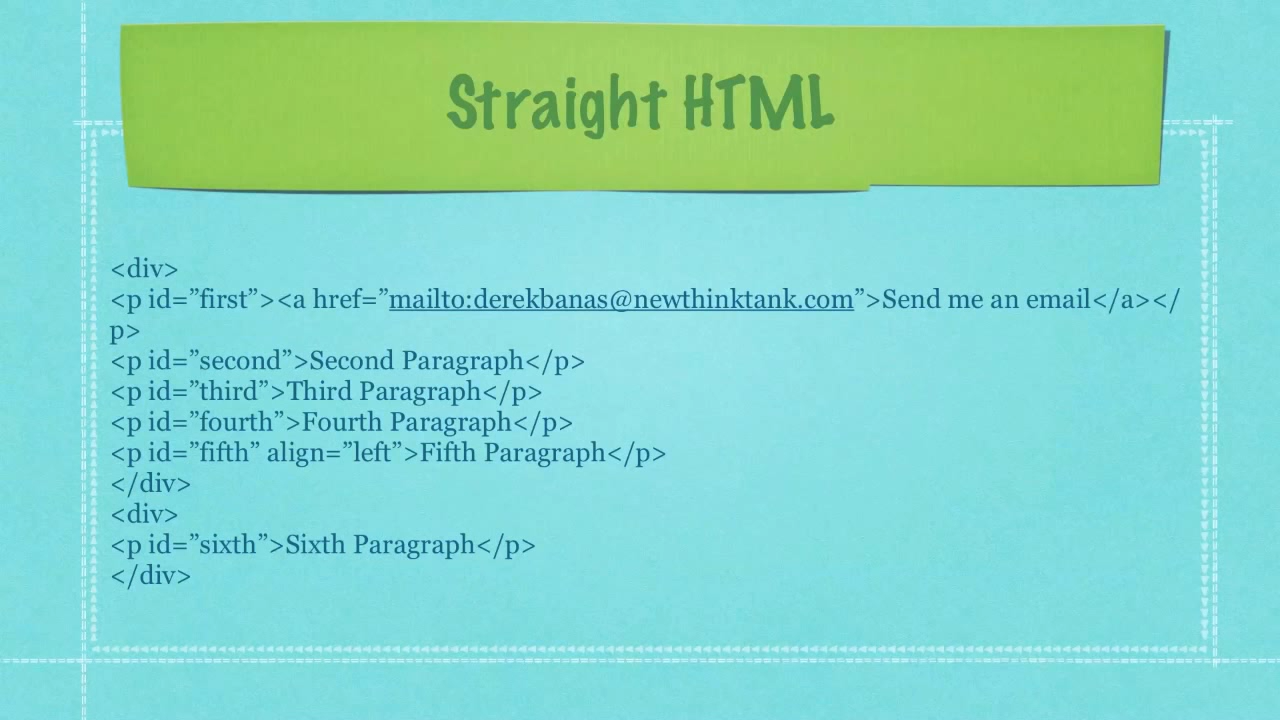 Straight HTML
<div>
<p id=”first”><a href=”mailto:derekbanas@newthinktank.com”>Send me an email</a></
p>
<p id=”second”>Second Paragraph</p>
<p id=”third”>Third Paragraph</p>
<p id=”fourth”>Fourth Paragraph</p>
<p id=”fifth” align=”left”>Fifth Paragraph</p>
</div>
<div>
<p id=”sixth”>Sixth Paragraph</p>
</div>